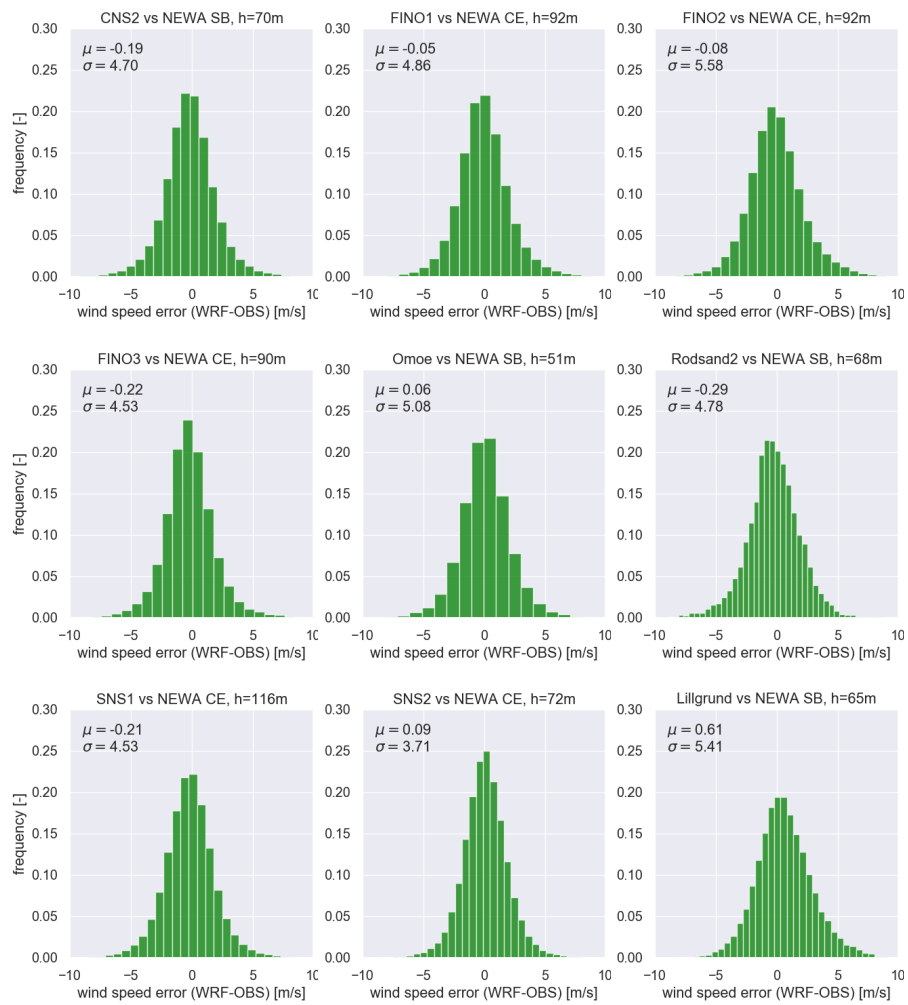 CNS2 vs NEWA SB, h=70m
μ = -0.19
σ = 4.70
0.30
0.25
0.20
0.15
0.10
0.05
0.00
frequency [-]
−10 −5 0 5 10
wind speed error (WRF-OBS) [m/s]
FINO1 vs NEWA CE, h=92m
μ = -0.05
σ = 4.86
0.30
0.25
0.20
0.15
0.10
0.05
0.00
−10 −5 0 5 10
wind speed error (WRF-OBS) [m/s]
FINO2 vs NEWA CE, h=92m
μ = -0.08
σ = 5.58
0.30
0.25
0.20
0.15
0.10
0.05
0.00
−10 −5 0 5 10
wind speed error (WRF-OBS) [m/s]
FINO3 vs NEWA CE, h=90m
μ = -0.22
σ = 4.53
0.30
0.25
0.20
0.15
0.10
0.05
0.00
frequency [-]
−10 −5 0 5 10
wind speed error (WRF-OBS) [m/s]
Omoe vs NEWA SB, h=51m
μ = 0.06
σ = 5.08
0.30
0.25
0.20
0.15
0.10
0.05
0.00
−10 −5 0 5 10
wind speed error (WRF-OBS) [m/s]
Rodsand2 vs NEWA SB, h=68m
μ = -0.29
σ = 4.78
0.30
0.25
0.20
0.15
0.10
0.05
0.00
−10 −5 0 5 10
wind speed error (WRF-OBS) [m/s]
SNS1 vs NEWA CE, h=116m
μ = -0.21
σ = 4.53
0.30
0.25
0.20
0.15
0.10
0.05
0.00
frequency [-]
−10 −5 0 5 10
wind speed error (WRF-OBS) [m/s]
SNS2 vs NEWA CE, h=72m
μ = 0.09
σ = 3.71
0.30
0.25
0.20
0.15
0.10
0.05
0.00
−10 −5 0 5 10
wind speed error (WRF-OBS) [m/s]
Lillgrund vs NEWA SB, h=65m
μ = 0.61
σ = 5.41
0.30
0.25
0.20
0.15
0.10
0.05
0.00
−10 −5 0 5 10
wind speed error (WRF-OBS) [m/s]